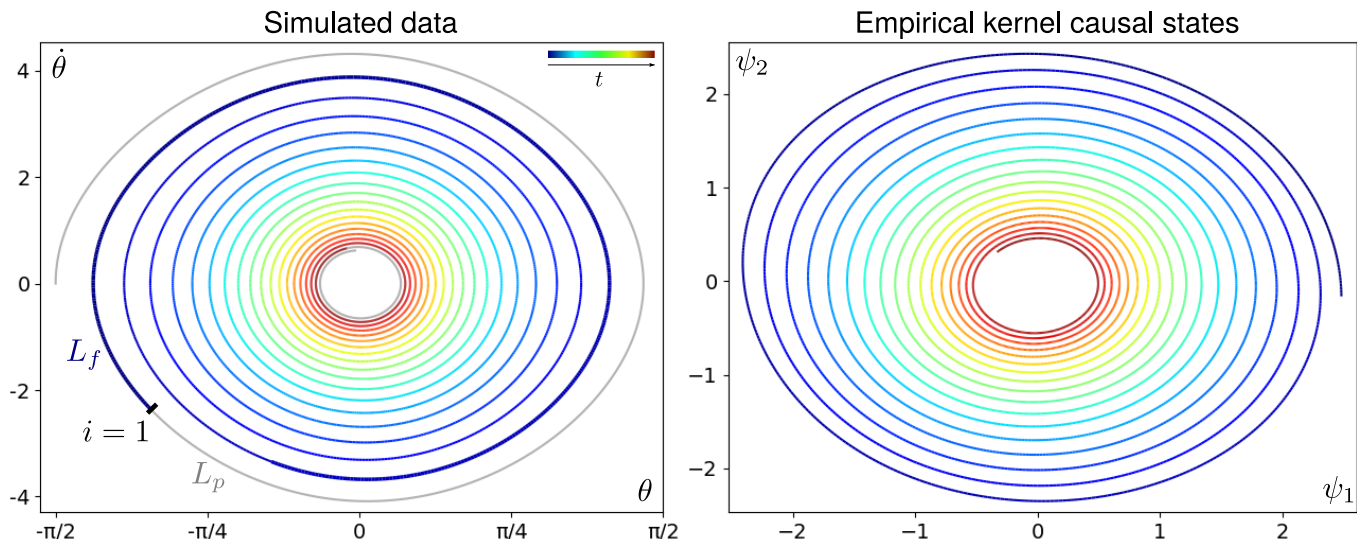 Simulated data
θ̇
t
4
2
0
-2
-4
L_f
i = 1
L_p
θ
-π/2
-π/4
0
π/4
π/2
Empirical kernel causal states
ψ₂
2
1
0
−1
−2
ψ₁
−2
−1
0
1
2